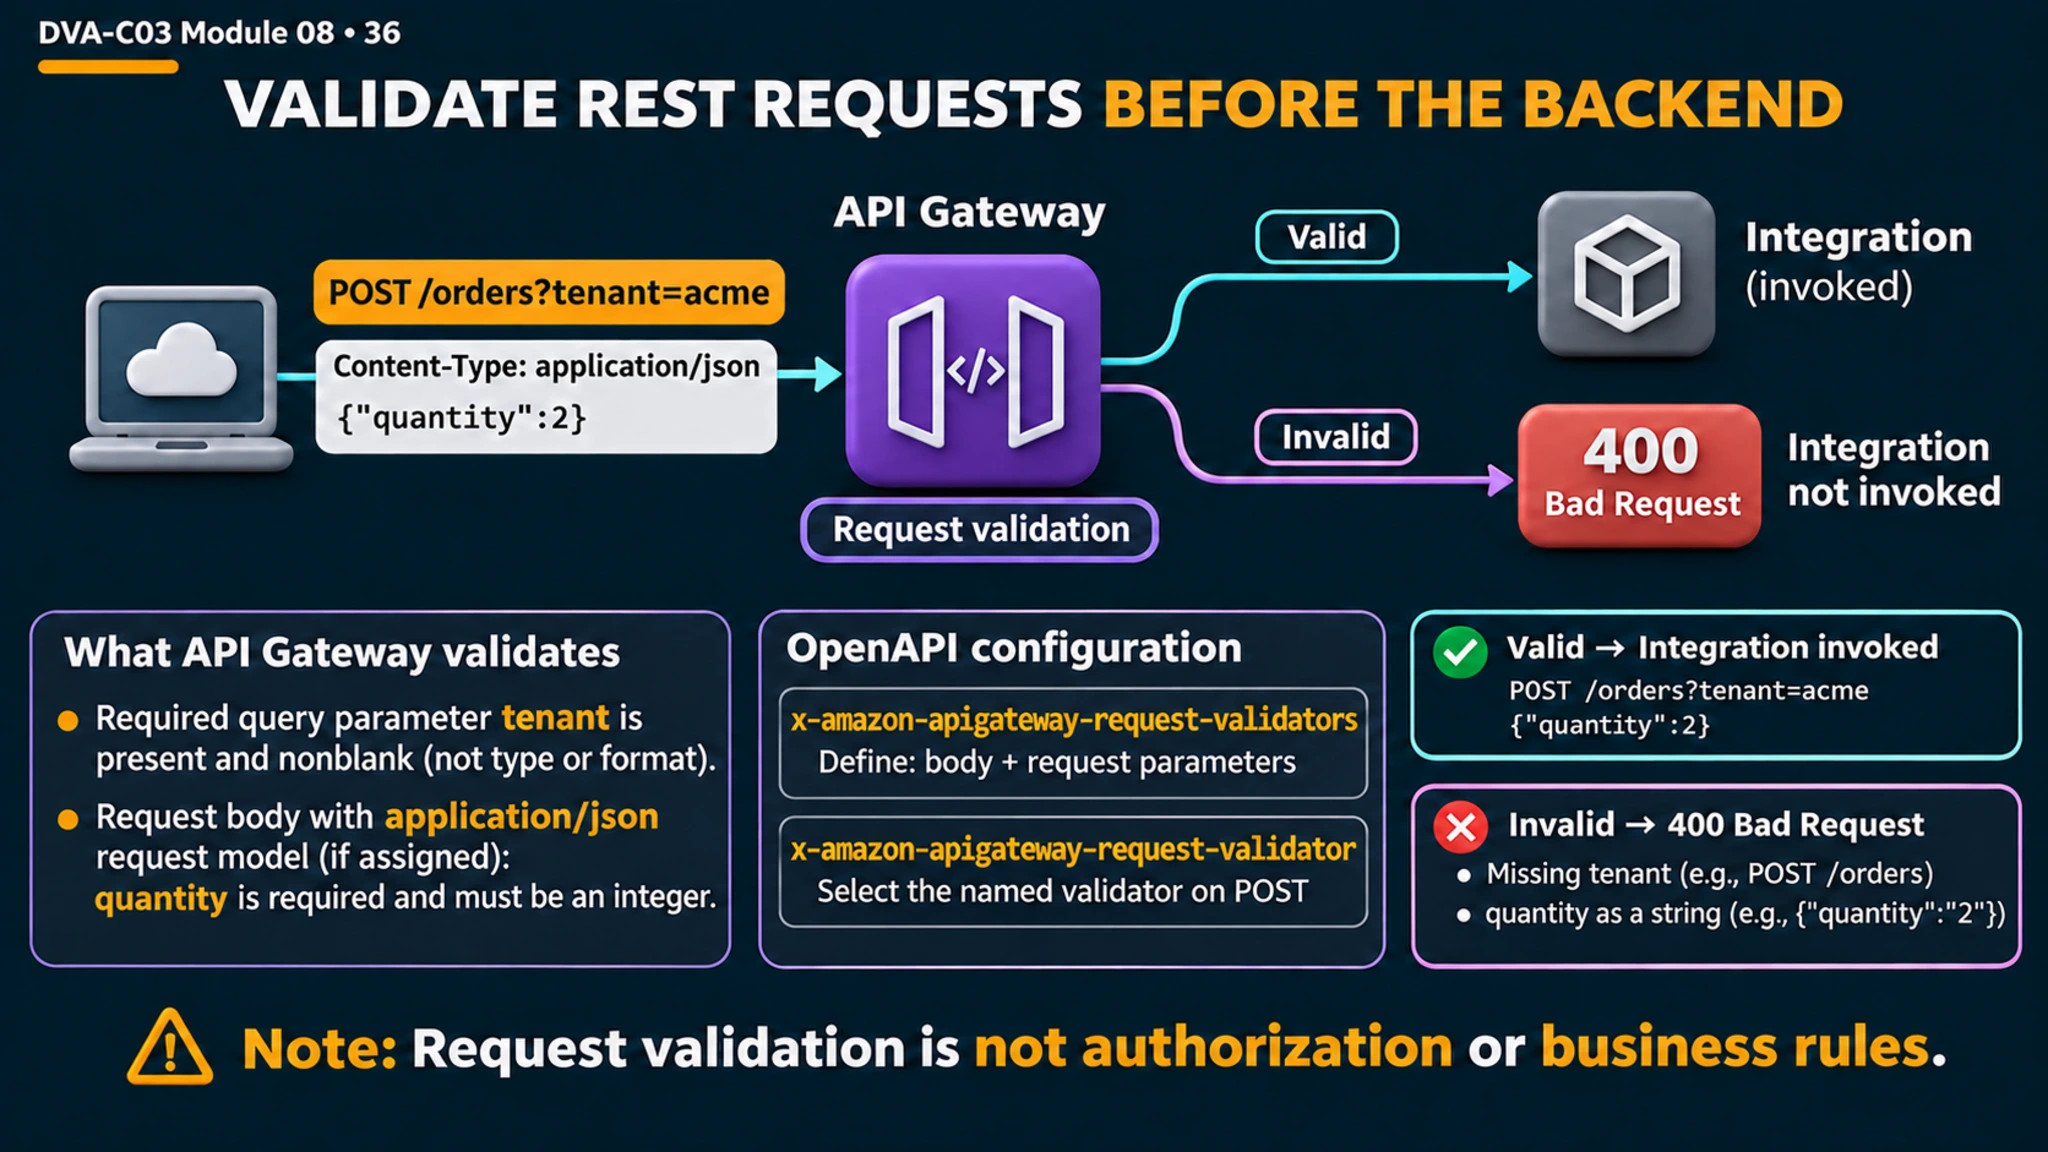 DVA-C03 Module 08 • 36
VALIDATE REST REQUESTS BEFORE THE BACKEND
POST /orders?tenant=acme
Content-Type: application/json
{"quantity":2}
API Gateway
</>
Request validation
Valid
Integration
(invoked)
Invalid
400
Bad Request
Integration
not invoked
What API Gateway validates
• Required query parameter tenant is
present and nonblank (not type or format).
• Request body with application/json
request model (if assigned):
quantity is required and must be an integer.
OpenAPI configuration
x-amazon-apigateway-request-validators
Define: body + request parameters
x-amazon-apigateway-request-validator
Select the named validator on POST
Valid → Integration invoked
POST /orders?tenant=acme
{"quantity":2}
Invalid → 400 Bad Request
• Missing tenant (e.g., POST /orders)
• quantity as a string (e.g., {"quantity":"2"})
Note: Request validation is not authorization or business rules.